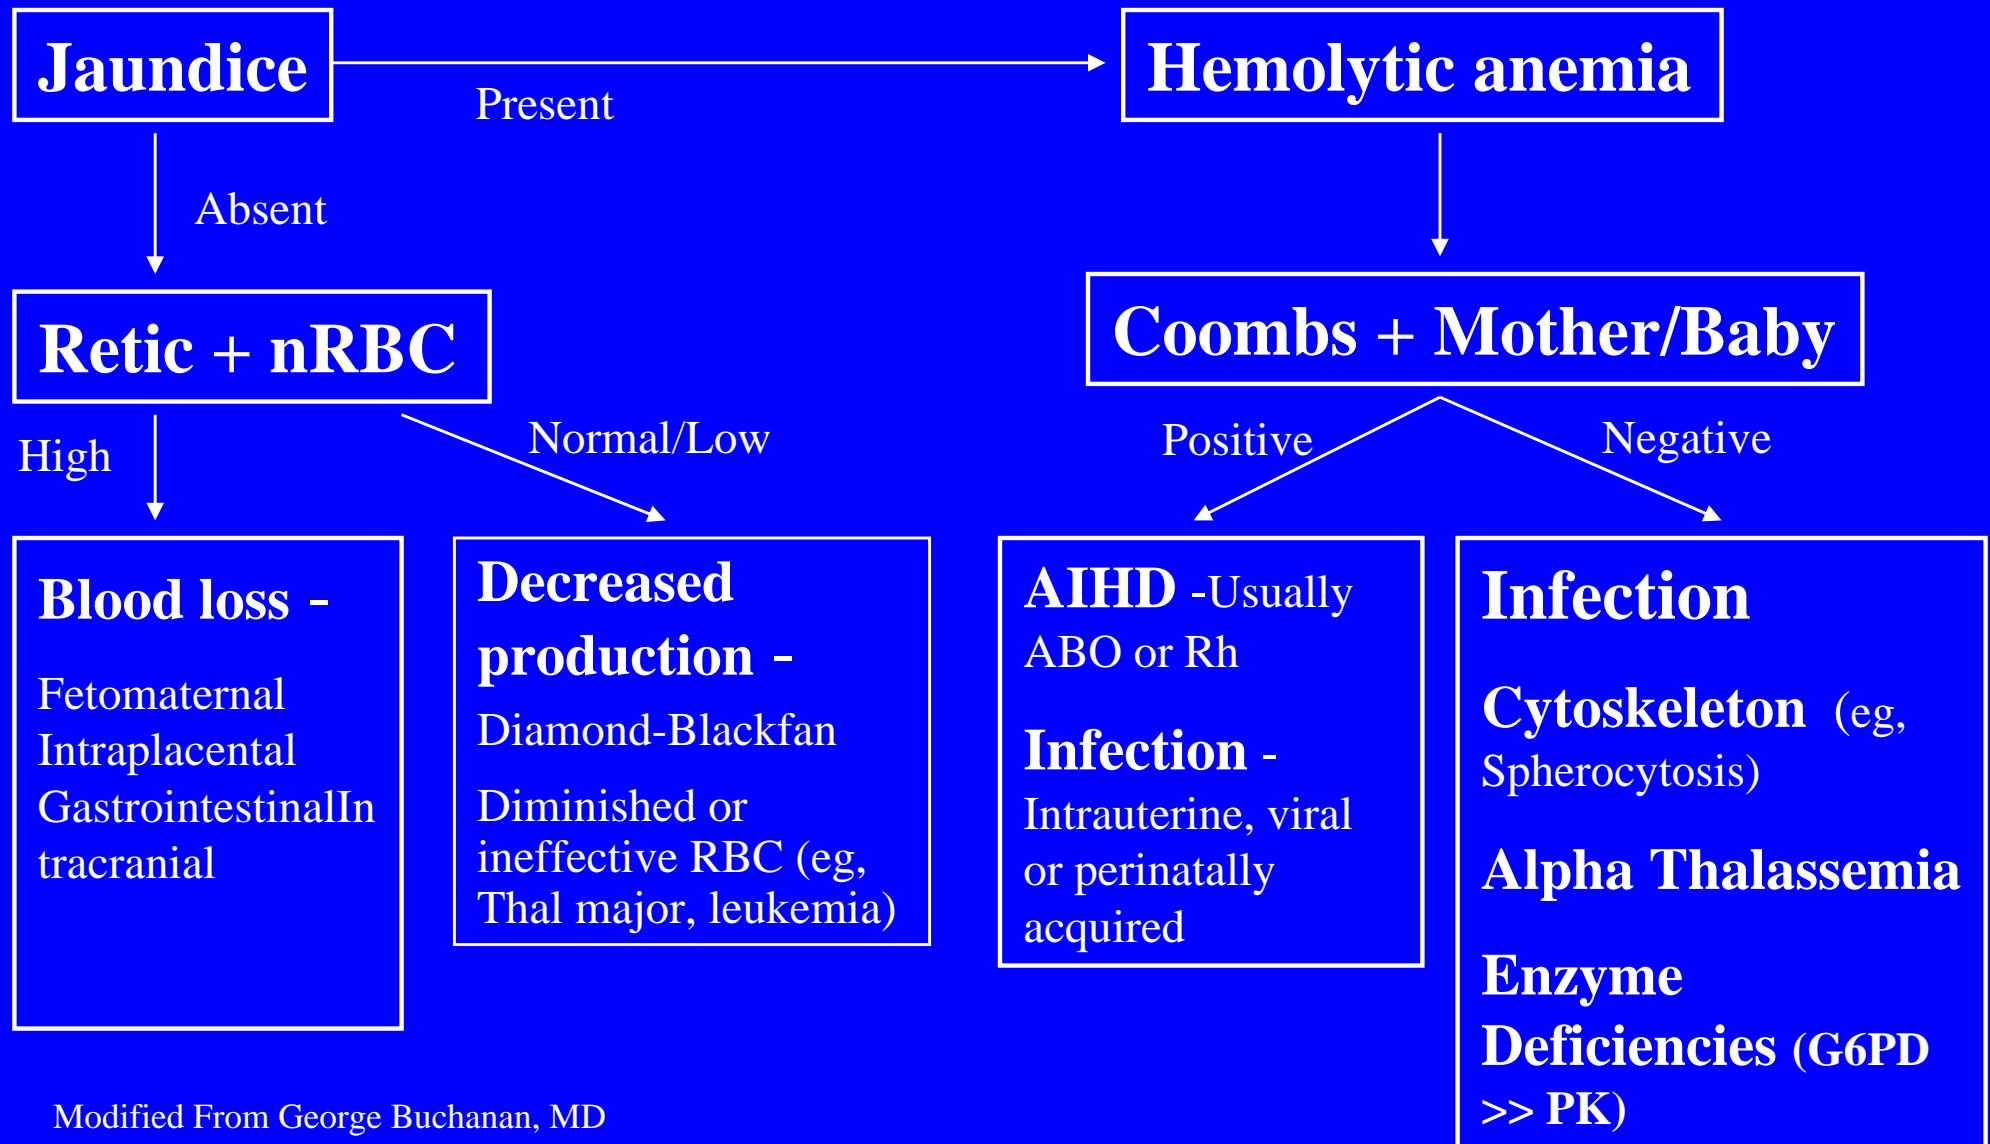 Jaundice
Present
Hemolytic anemia
Absent
Retic + nRBC
Coombs + Mother/Baby
High
Normal/Low
Positive
Negative
Blood loss -
Fetomaternal
Intraplacental
GastrointestinalIn
tracranial
Decreased
production -
Diamond-Blackfan
Diminished or
ineffective RBC (eg,
Thal major, leukemia)
AIHD -Usually
ABO or Rh
Infection -
Intrauterine, viral
or perinatally
acquired
Infection
Cytoskeleton (eg,
Spherocytosis)
Alpha Thalassemia
Enzyme
Deficiencies (G6PD
>> PK)
Modified From George Buchanan, MD